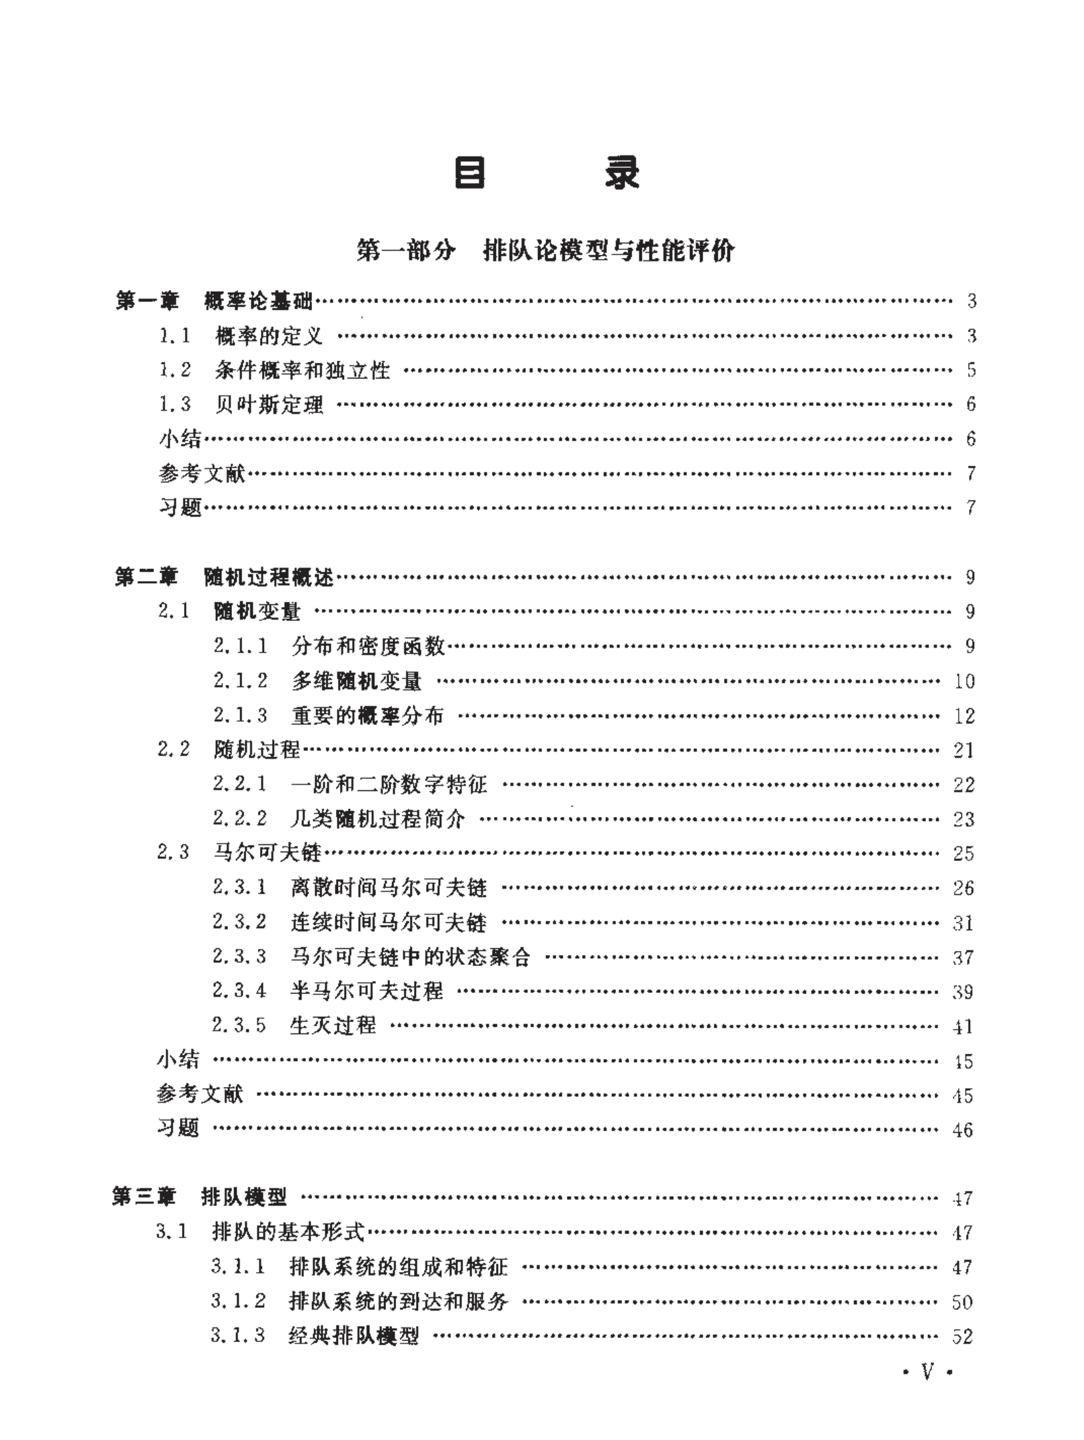 目 录
第一部分 排队论模型与性能评价
第一章 概率论基础 …… 3
1.1 概率的定义 …… 3
1.2 条件概率和独立性 …… 5
1.3 贝叶斯定理 …… 6
小结 …… 6
参考文献 …… 7
习题 …… 7
第二章 随机过程概述 …… 9
2.1 随机变量 …… 9
2.1.1 分布和密度函数 …… 9
2.1.2 多维随机变量 …… 10
2.1.3 重要的概率分布 …… 12
2.2 随机过程 …… 21
2.2.1 一阶和二阶数字特征 …… 22
2.2.2 几类随机过程简介 …… 23
2.3 马尔可夫链 …… 25
2.3.1 离散时间马尔可夫链 …… 26
2.3.2 连续时间马尔可夫链 …… 31
2.3.3 马尔可夫链中的状态聚合 …… 37
2.3.4 半马尔可夫过程 …… 39
2.3.5 生灭过程 …… 41
小结 …… 45
参考文献 …… 45
习题 …… 46
第三章 排队模型 …… 47
3.1 排队的基本形式 …… 47
3.1.1 排队系统的组成和特征 …… 47
3.1.2 排队系统的到达和服务 …… 50
3.1.3 经典排队模型 …… 52
· V ·